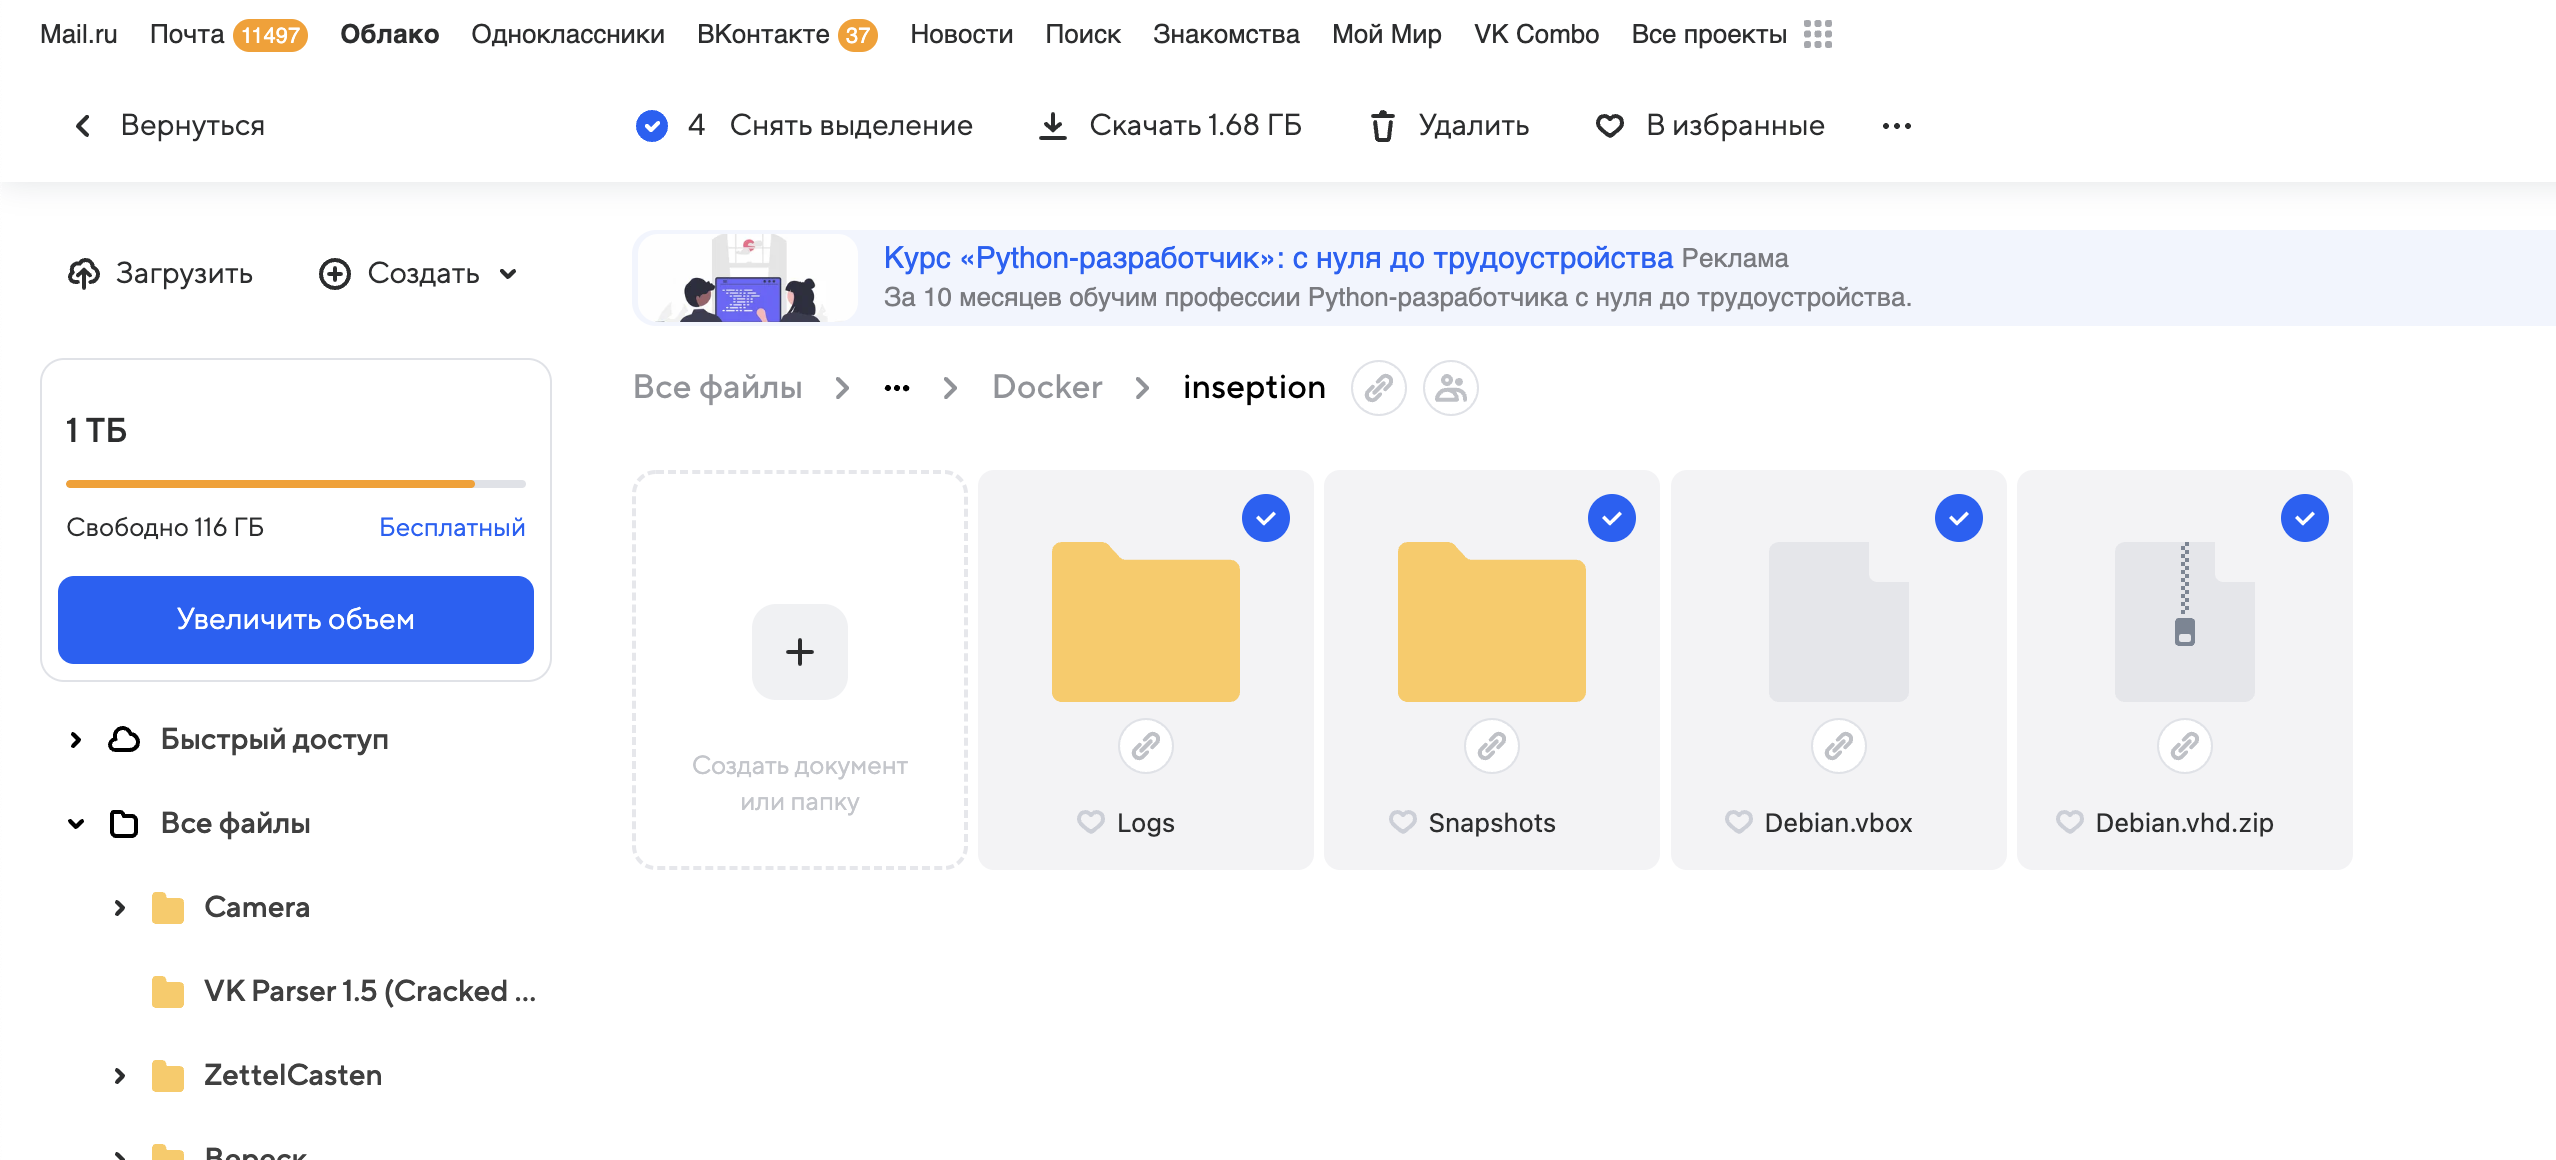 Mail.ru Почта 11497 Облако Одноклассники ВКонтакте 37 Новости Поиск Знакомства Мой Мир VK Combo Все проекты
Вернуться 4 Снять выделение Скачать 1.68 ГБ Удалить В избранные
Загрузить Создать
Курс «Python-разработчик»: с нуля до трудоустройства Реклама
За 10 месяцев обучим профессии Python-разработчика с нуля до трудоустройства.
Все файлы ... Docker inseption
1 ТБ
Свободно 116 ГБ Бесплатный
Увеличить объем
Создать документ
или папку
Logs Snapshots Debian.vbox Debian.vhd.zip
Быстрый доступ
Все файлы
Camera
VK Parser 1.5 (Cracked ...
ZettelCasten